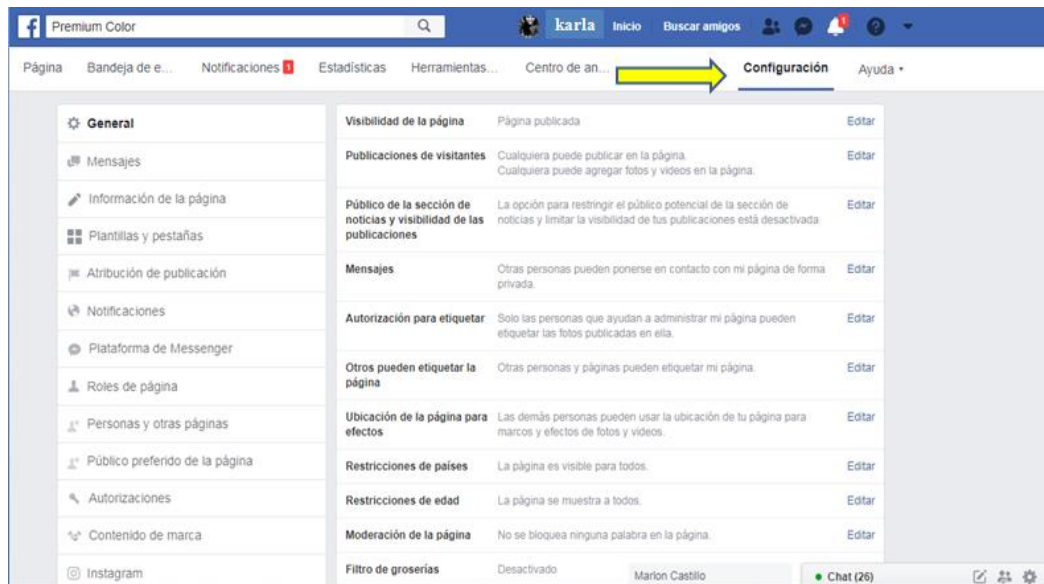 f Premium Color karla Inicio Buscar amigos 1
Página Bandeja de e... Notificaciones 1 Estadísticas Herramientas... Centro de an... Configuración Ayuda
General
Mensajes
Información de la página
Plantillas y pestañas
Atribución de publicación
Notificaciones
Plataforma de Messenger
Roles de página
Personas y otras páginas
Público preferido de la página
Autorizaciones
Contenido de marca
Instagram
Visibilidad de la página Página publicada Editar
Publicaciones de visitantes Cualquiera puede publicar en la página. Editar
Cualquiera puede agregar fotos y videos en la página.
Público de la sección de La opción para restringir el público potencial de la sección de Editar
noticias y visibilidad de las noticias y limitar la visibilidad de tus publicaciones está desactivada
publicaciones
Mensajes Otras personas pueden ponerse en contacto con mi página de forma Editar
privada.
Autorización para etiquetar Solo las personas que ayudan a administrar mi página pueden Editar
etiquetar las fotos publicadas en ella.
Otros pueden etiquetar la Otras personas y páginas pueden etiquetar mi página. Editar
página
Ubicación de la página para Las demás personas pueden usar la ubicación de tu página para Editar
efectos marcos y efectos de fotos y videos.
Restricciones de países La página es visible para todos. Editar
Restricciones de edad La página se muestra a todos. Editar
Moderación de la página No se bloquea ninguna palabra en la página. Editar
Filtro de groserías Desactivado
Marlon Castillo Chat (26)